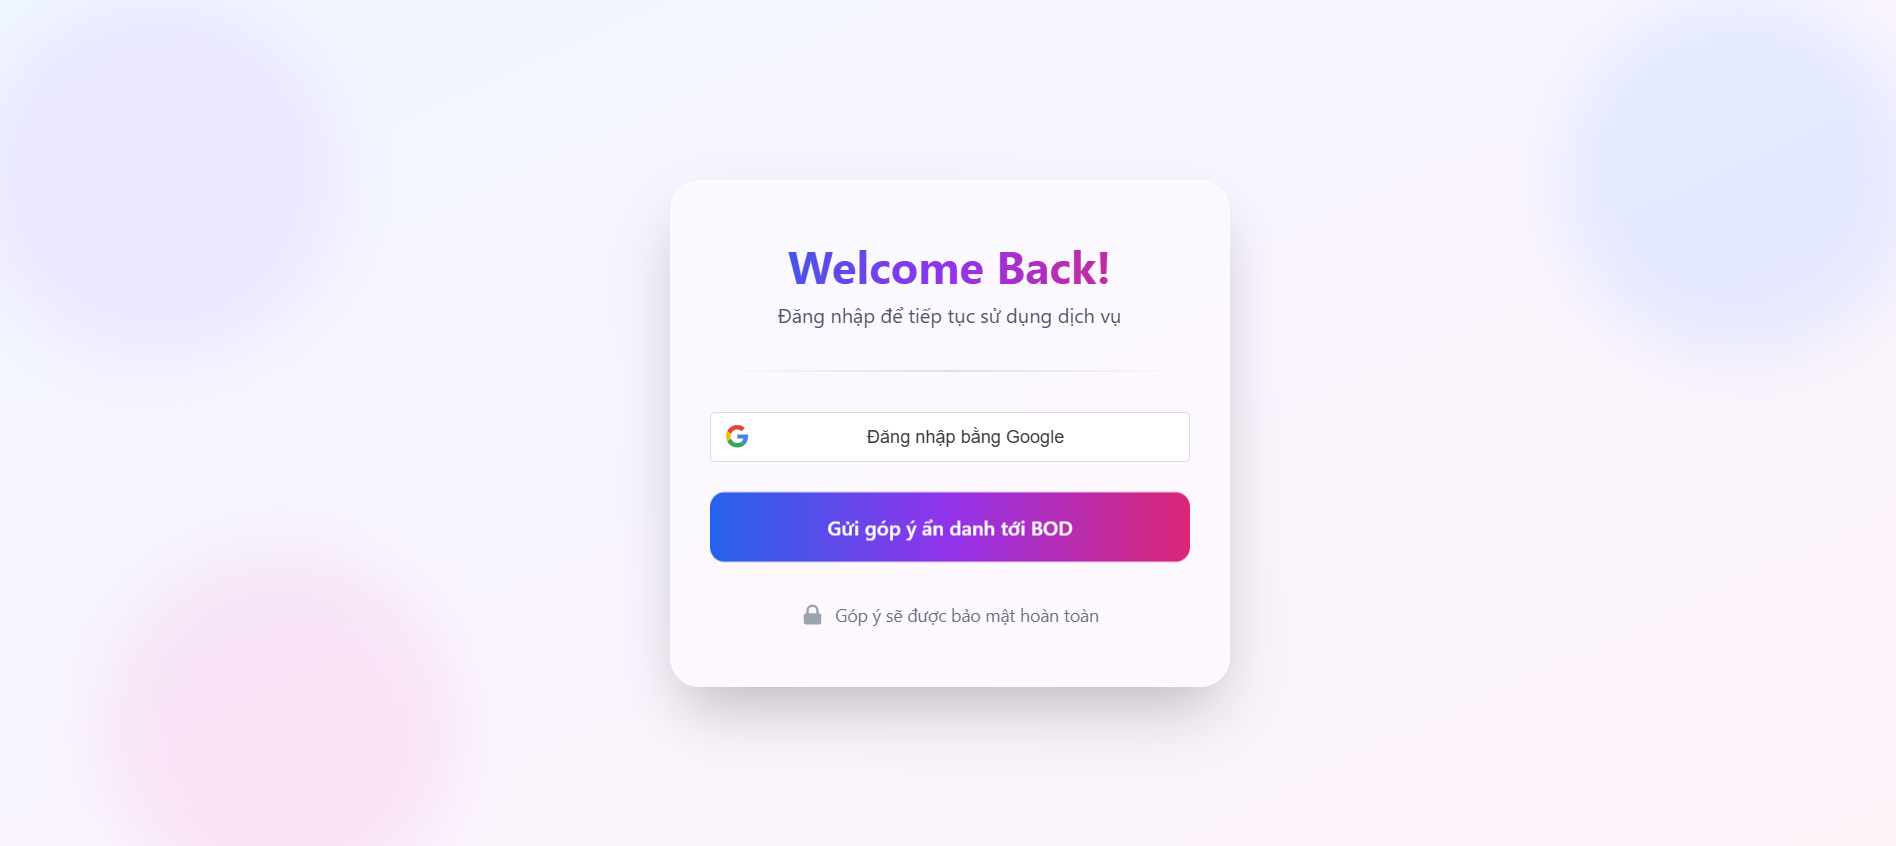 Welcome Back!
Đăng nhập để tiếp tục sử dụng dịch vụ
Đăng nhập bằng Google
Gửi góp ý ẩn danh tới BOD
Góp ý sẽ được bảo mật hoàn toàn